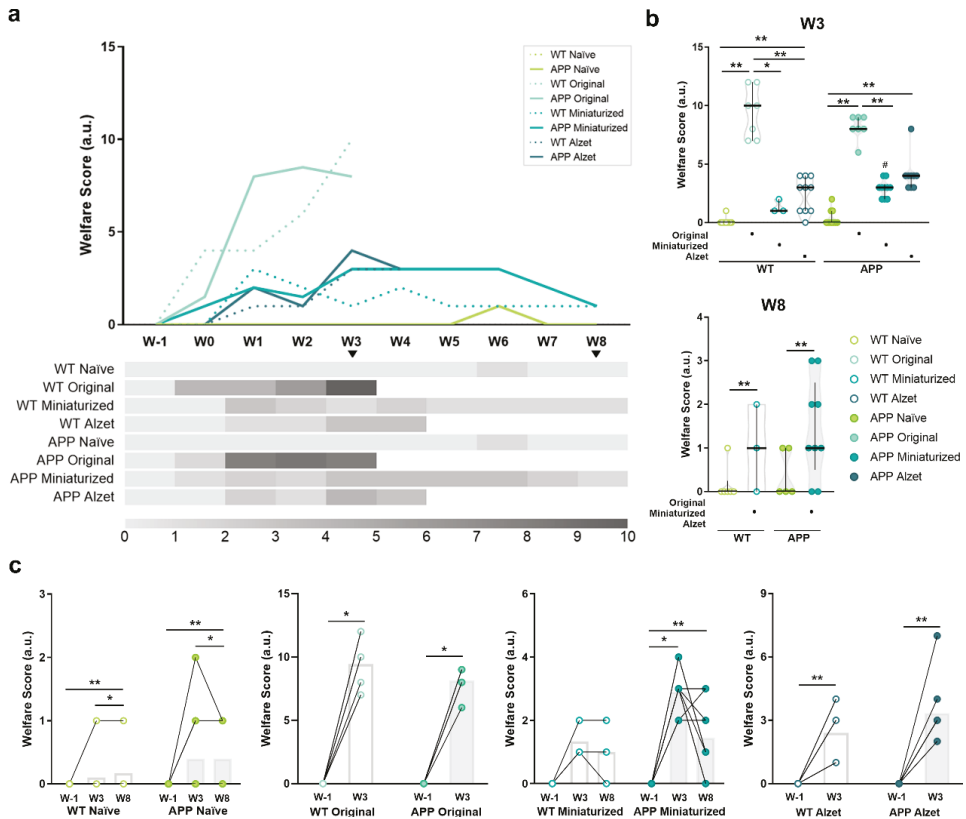 a
Welfare Score (a.u.)
15
10
5
0
W-1 W0 W1 W2 W3 W4 W5 W6 W7 W8
WT Naïve
APP Naïve
WT Original
APP Original
WT Miniaturized
APP Miniaturized
WT Alzet
APP Alzet
WT Naïve
WT Original
WT Miniaturized
WT Alzet
APP Naïve
APP Original
APP Miniaturized
APP Alzet
0 1 2 3 4 5 6 7 8 9 10
b
W3
Welfare Score (a.u.)
15
10
5
0
**
**
** *
**
** **
#
Original
Miniaturized
Alzet
WT APP
W8
Welfare Score (a.u.)
4
3
2
1
0
** **
Original
Miniaturized
Alzet
WT APP
WT Naïve
WT Original
WT Miniaturized
WT Alzet
APP Naïve
APP Original
APP Miniaturized
APP Alzet
c
Welfare Score (a.u.)
3
2
1
0
**
*
**
*
W-1 W3 W8 W-1 W3 W8
WT Naïve APP Naïve
Welfare Score (a.u.)
15
10
5
0
* *
W-1 W3 W-1 W3
WT Original APP Original
Welfare Score (a.u.)
6
4
2
0
**
*
W-1 W3 W8 W-1 W3 W8
WT Miniaturized APP Miniaturized
Welfare Score (a.u.)
9
6
3
0
** **
W-1 W3 W-1 W3
WT Alzet APP Alzet